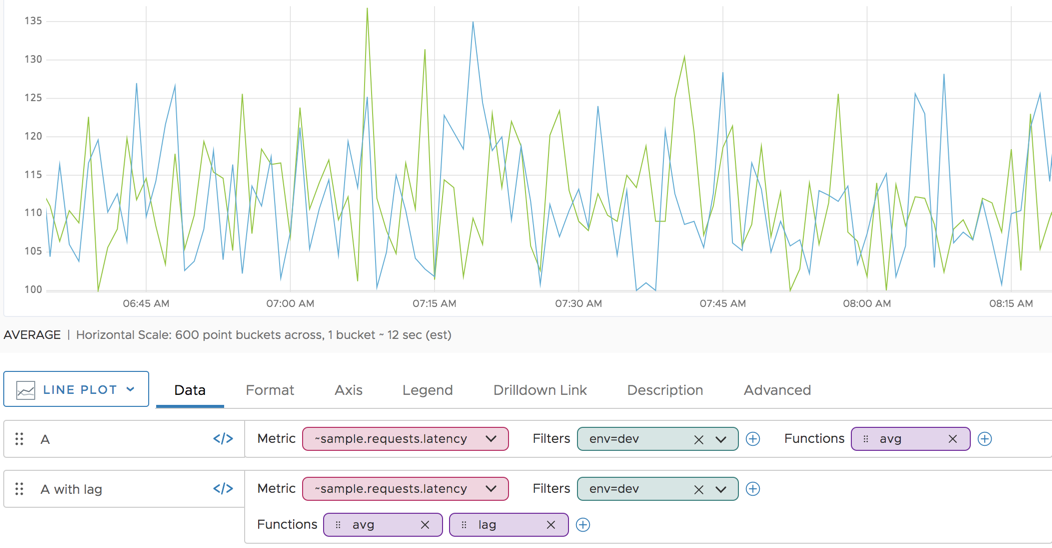 135
130
125
120
115
110
105
100
06:45 AM 07:00 AM 07:15 AM 07:30 AM 07:45 AM 08:00 AM 08:15 AM
AVERAGE | Horizontal Scale: 600 point buckets across, 1 bucket ~ 12 sec (est)
LINE PLOT Data Format Axis Legend Drilldown Link Description Advanced
A </> Metric ~sample.requests.latency Filters env=dev Functions avg
A with lag </> Metric ~sample.requests.latency Filters env=dev
Functions avg lag